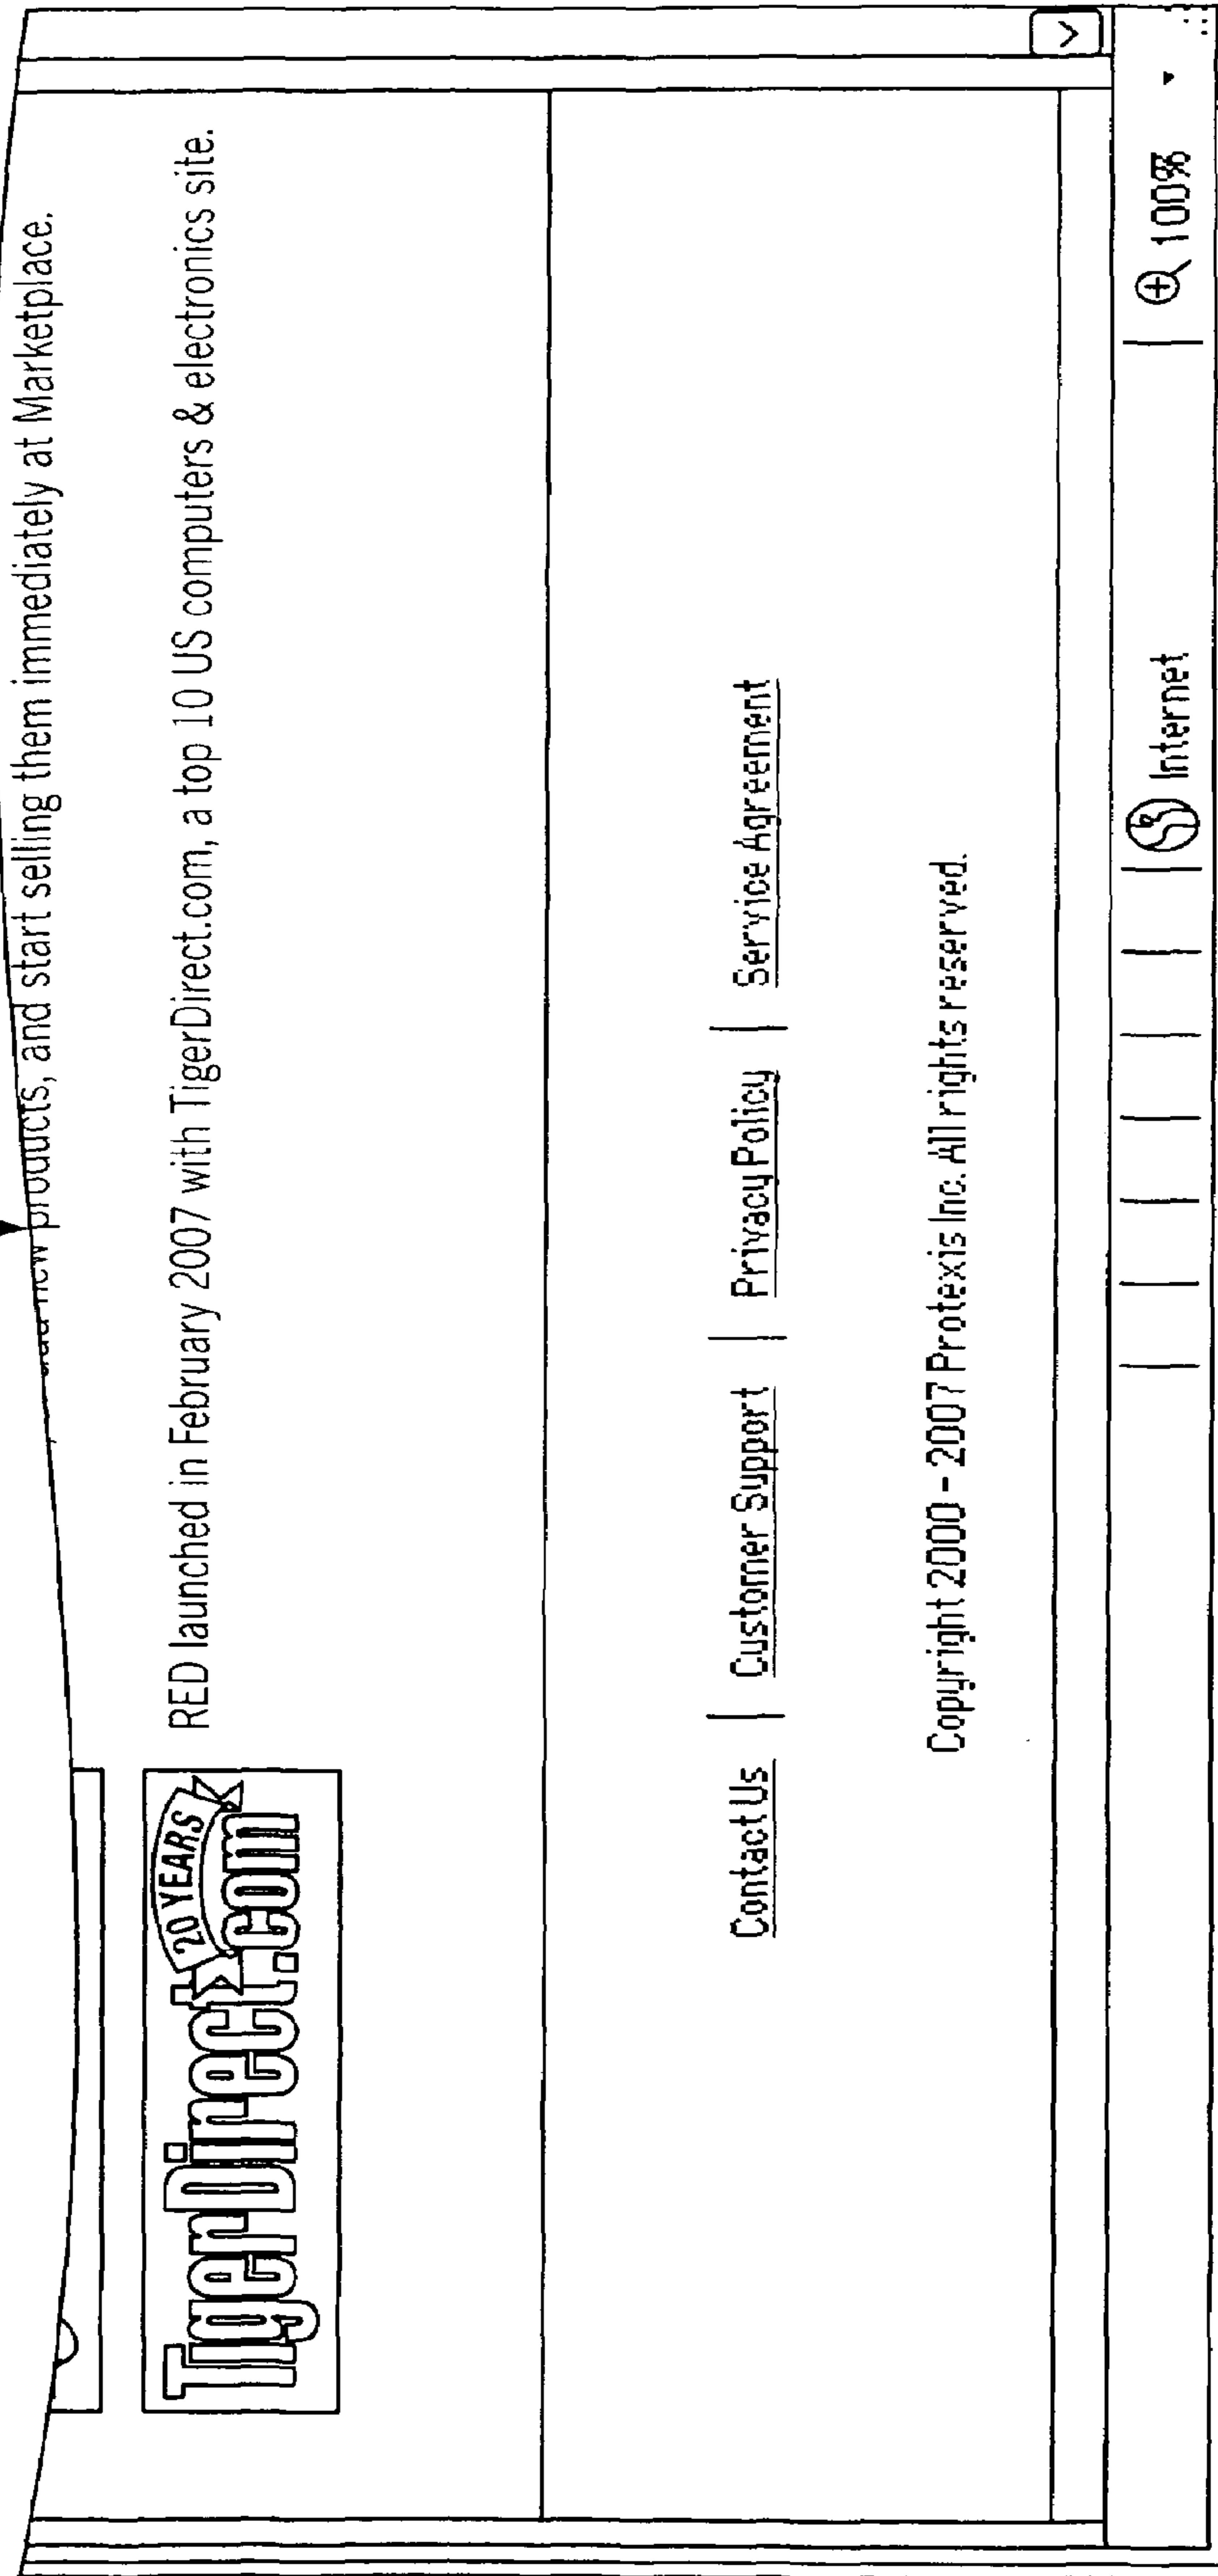 new products, and start selling them immediately at Marketplace.
20 YEARS
TigerDirect.com
RED launched in February 2007 with TigerDirect.com, a top 10 US computers & electronics site.
Contact Us | Customer Support | Privacy Policy | Service Agreement
Copyright 2000 - 2007 Protexis Inc. All rights reserved.
Internet
100%